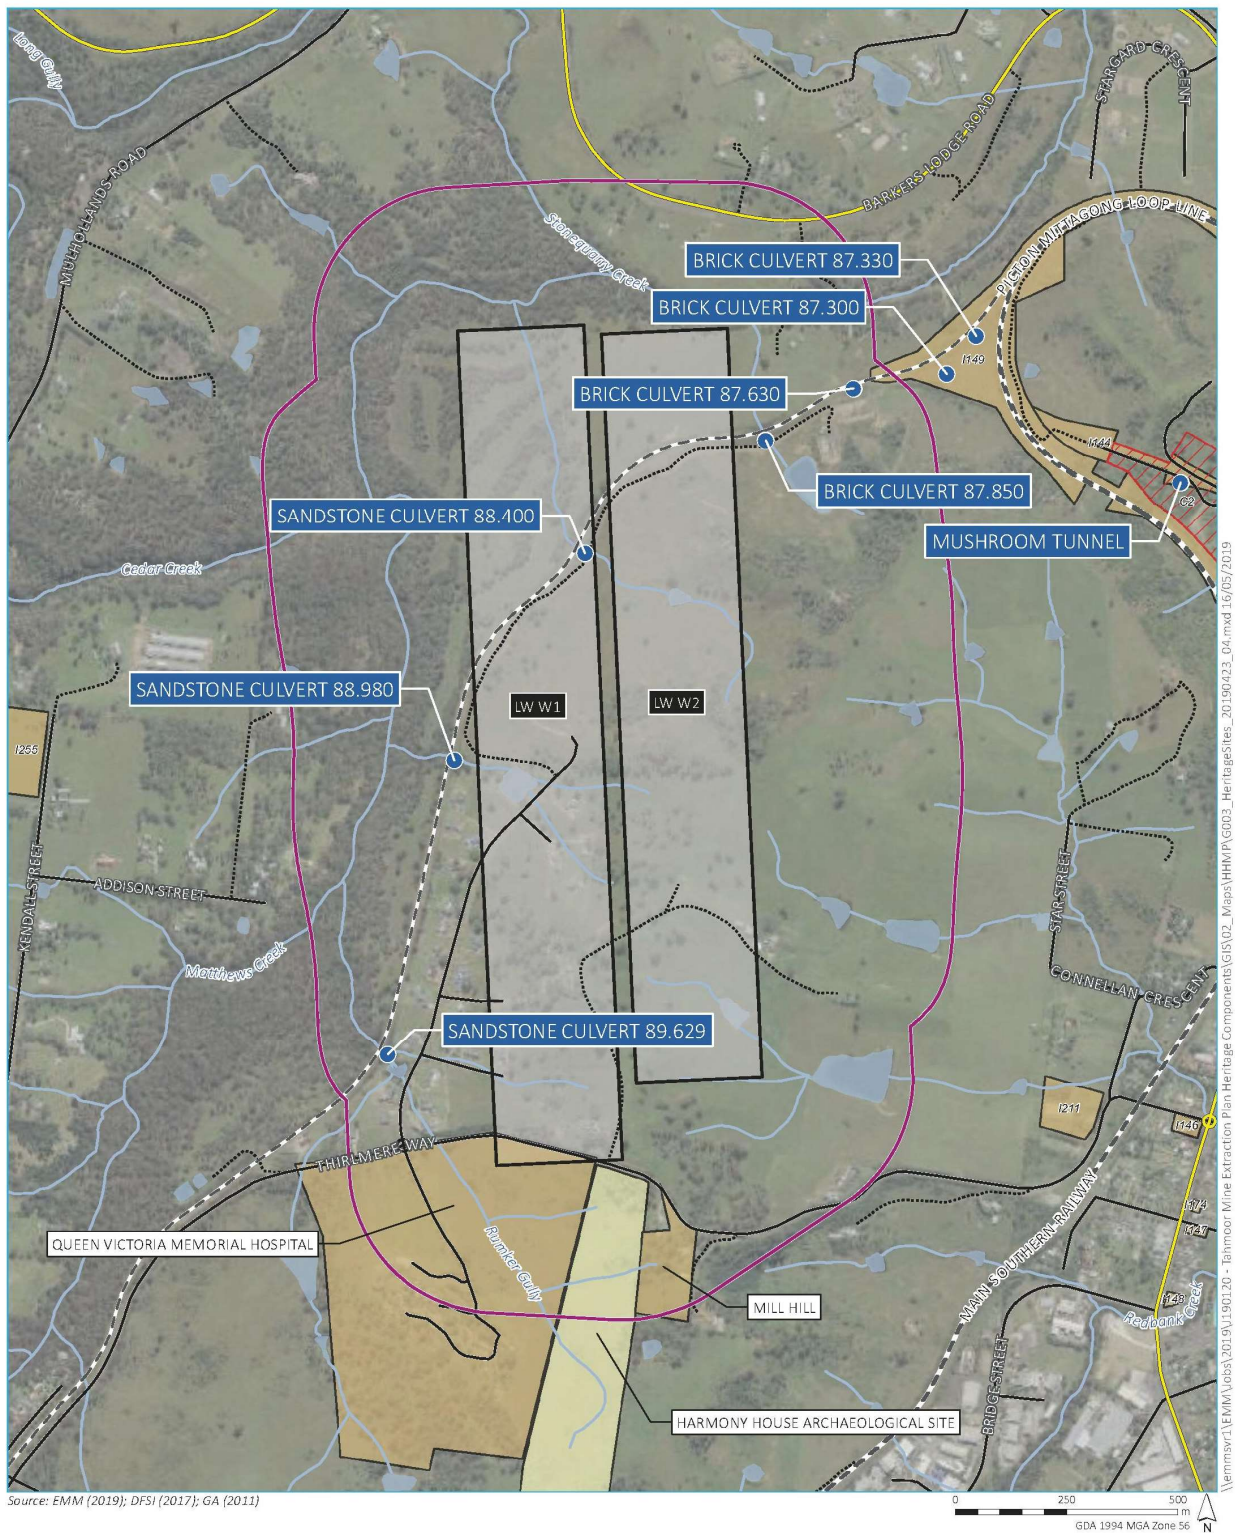 Long Gully
STARGARD CRESCENT
MULHOLLANDS ROAD
BARKERS LODGE ROAD
PICTON MITTAGONG LOOP LINE
Stonequarry Creek
BRICK CULVERT 87.330
BRICK CULVERT 87.300
I149
BRICK CULVERT 87.630
I144
BRICK CULVERT 87.850
C2
SANDSTONE CULVERT 88.400
MUSHROOM TUNNEL
Cedar Creek
SANDSTONE CULVERT 88.980
LW W1
LW W2
I255
KENDALL STREET
ADDISON STREET
STAR STREET
Matthews Creek
CONNELLAN CRESCENT
SANDSTONE CULVERT 89.629
I211
I146
THIRLMERE WAY
MAIN SOUTHERN RAILWAY
I174
I147
QUEEN VICTORIA MEMORIAL HOSPITAL
Rumker Gully
MILL HILL
I143
Redbank Creek
BRIDGE STREET
HARMONY HOUSE ARCHAEOLOGICAL SITE
\\emmsvr1\EMM\Jobs\2019\J190120 - Tahmoor Mine Extraction Plan Heritage Components\GIS\02_Maps\HHMP\G003_HeritageSites_20190423_04.mxd 16/05/2019
Source: EMM (2019); DFSI (2017); GA (2011)
0 250 500
m
GDA 1994 MGA Zone 56
N